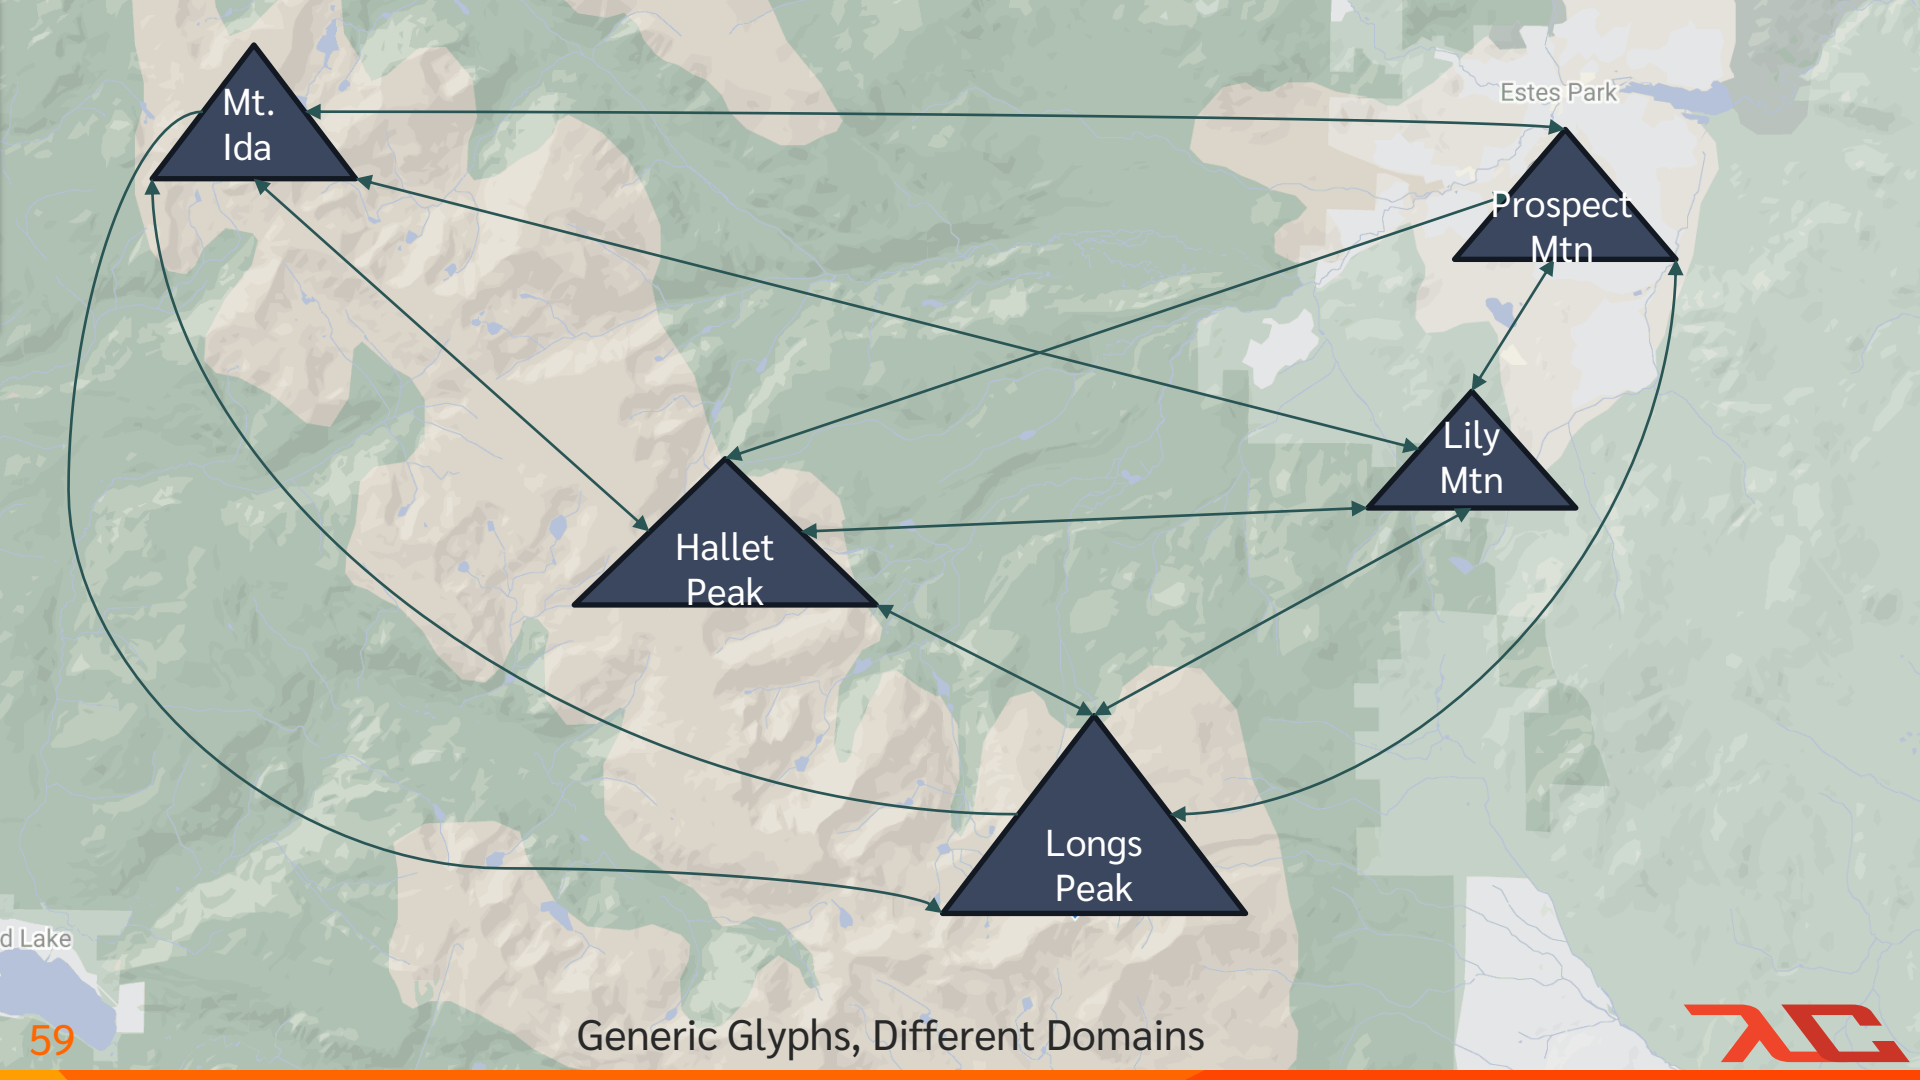 Mt.
Ida
Estes Park
Prospect
Mtn
Lily
Mtn
Hallet
Peak
Longs
Peak
d Lake
59
Generic Glyphs, Different Domains